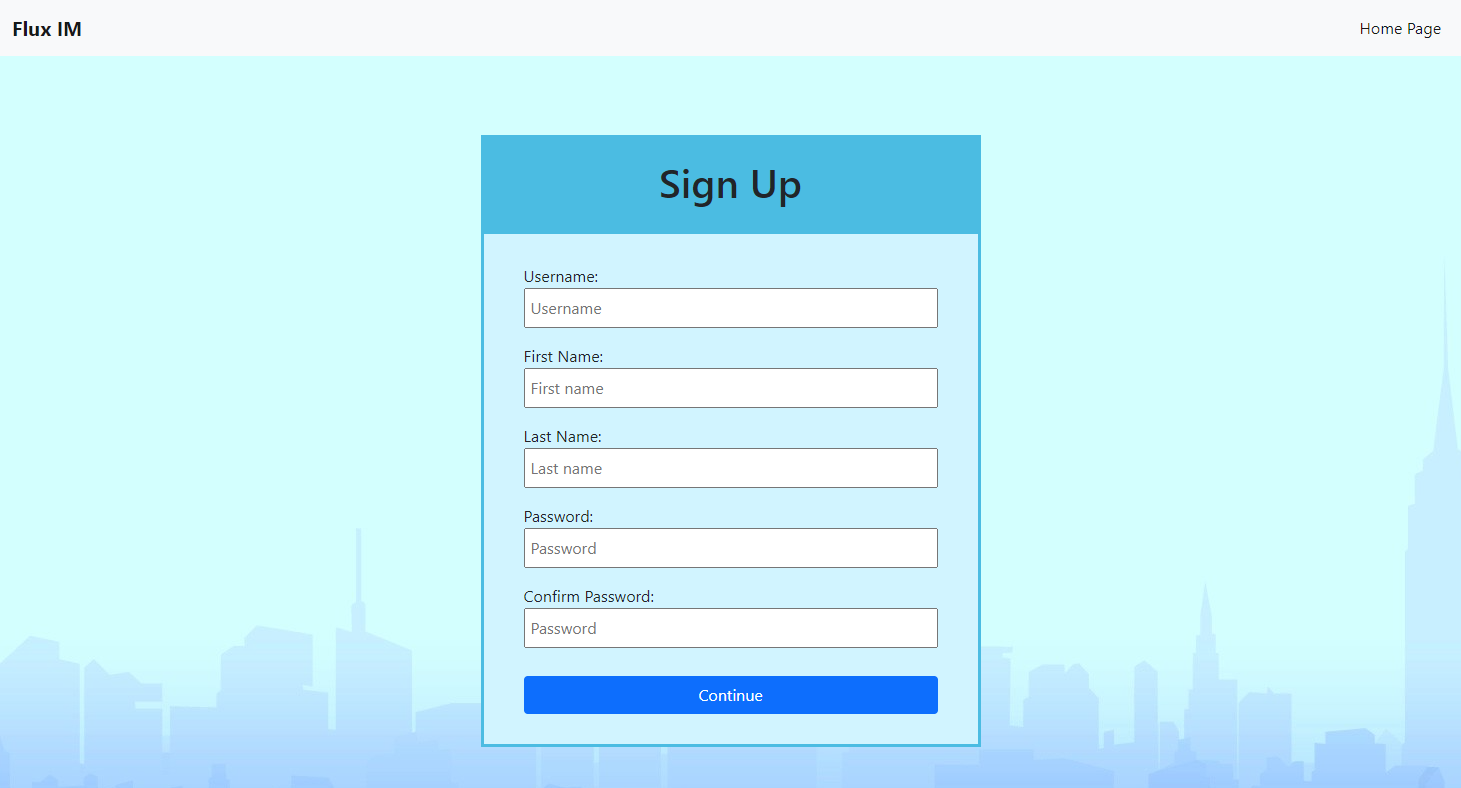 Flux IM
Home Page
Sign Up
Username:
Username
First Name:
First name
Last Name:
Last name
Password:
Password
Confirm Password:
Password
Continue